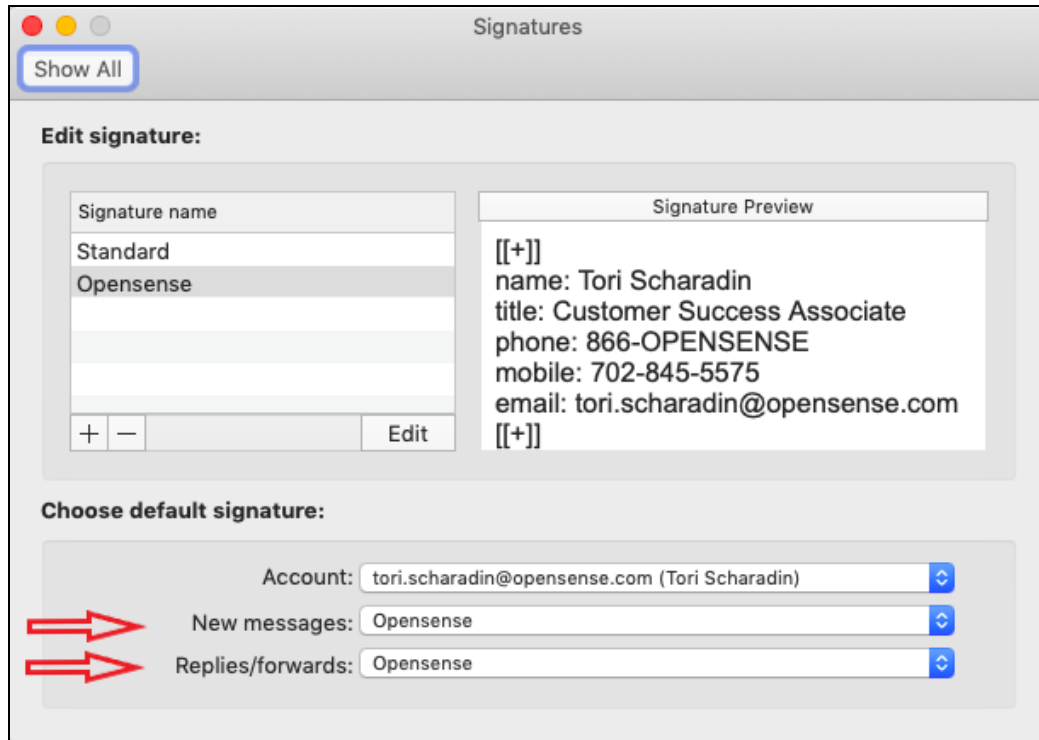 Signatures
Show All
Edit signature:
Signature name
Standard
Opensense
+ − Edit
Signature Preview
[[+]]
name: Tori Scharadin
title: Customer Success Associate
phone: 866-OPENSENSE
mobile: 702-845-5575
email: tori.scharadin@opensense.com
[[+]]
Choose default signature:
Account: tori.scharadin@opensense.com (Tori Scharadin)
New messages: Opensense
Replies/forwards: Opensense